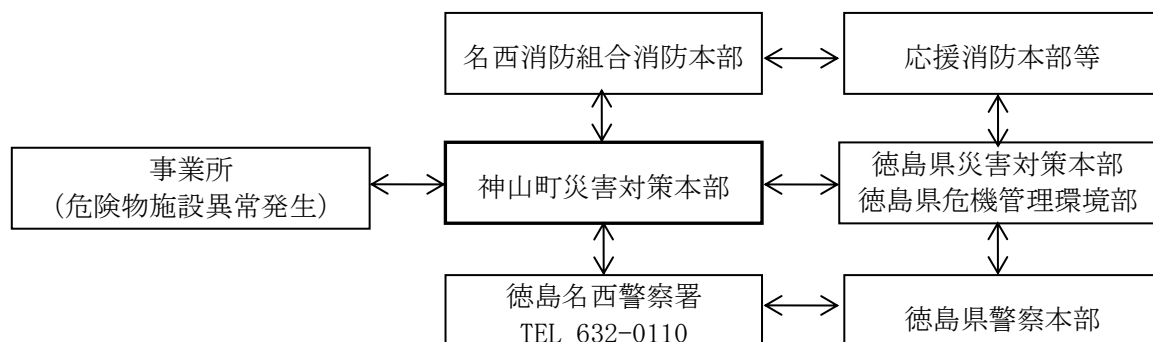 名西消防組合消防本部
応援消防本部等
事業所
(危険物施設異常発生)
神山町災害対策本部
徳島県災害対策本部
徳島県危機管理環境部
徳島名西警察署
TEL 632-0110
徳島県警察本部